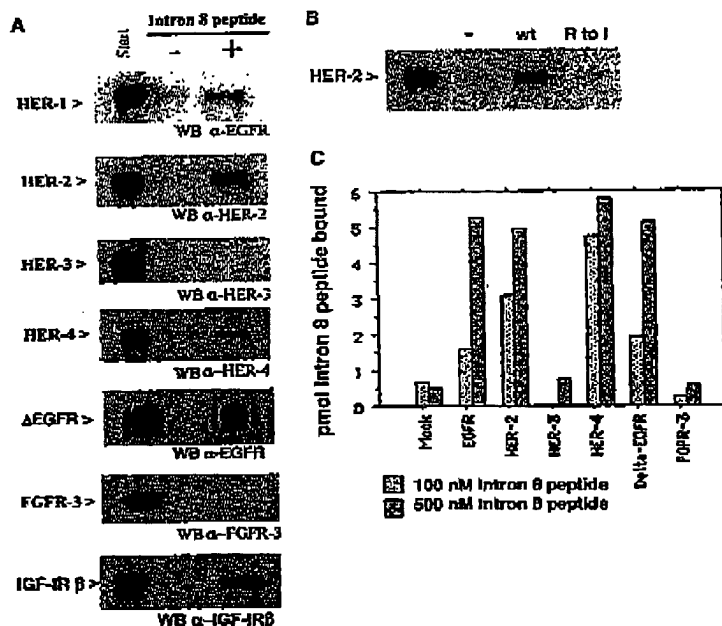 A
Intron 8 peptide
Start - +
HER-1 >
WB α-EGFR
HER-2 >
WB α-HER-2
HER-3 >
WB α-HER-3
HER-4 >
WB α-HER-4
ΔEGFR >
WB α-EGFR
FGFR-3 >
WB α-FGFR-3
IGF-IR β >
WB α-IGF-IRβ
B
- wt R to I
HER-2 >
C
pmol Intron 8 peptide bound
6
5
4
3
2
1
0
Mock
EGFR
HER-2
HER-3
HER-4
Delta-EGFR
FGFR-3
100 nM Intron 8 peptide
500 nM Intron 8 peptide